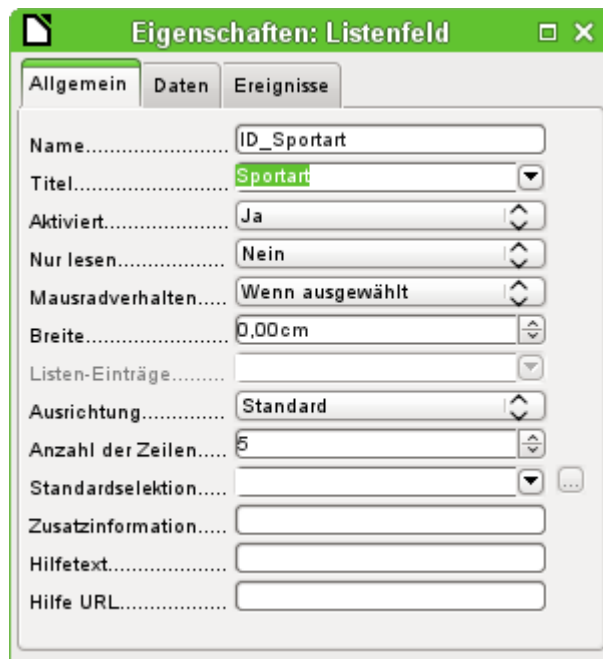 Eigenschaften: Listenfeld
Allgemein Daten Ereignisse
Name........................ ID_Sportart
Titel.......................... Sportart
Aktiviert.................... Ja
Nur lesen.................. Nein
Mausradverhalten..... Wenn ausgewählt
Breite........................ 0,00cm
Listen-Einträge.........
Ausrichtung.............. Standard
Anzahl der Zeilen..... 5
Standardselektion..... ...
Zusatzinformation.....
Hilfetext....................
Hilfe URL..................